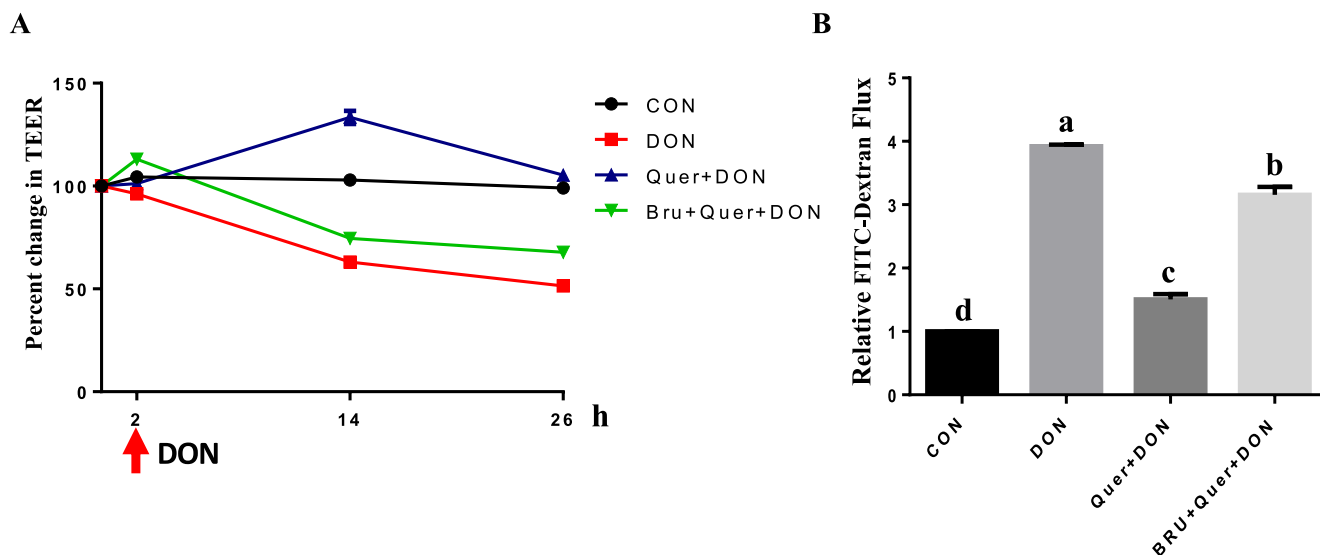 A
Percent change in TEER
150
100
50
0
2
14
26
h
DON
CON
DON
Quer+DON
Bru+Quer+DON
B
Relative FITC-Dextran Flux
5
4
3
2
1
0
d
a
c
b
CON
DON
Quer+DON
BRU+Quer+DON